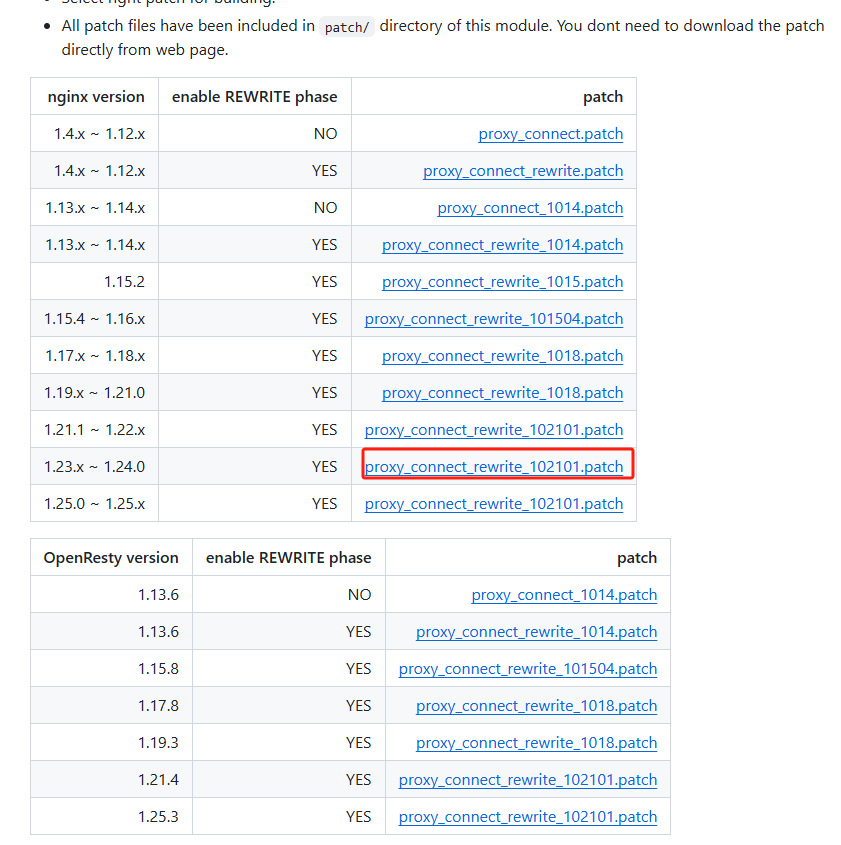 Select right patch for building.
All patch files have been included in patch/ directory of this module. You dont need to download the patch
directly from web page.
nginx version enable REWRITE phase patch
1.4.x ~ 1.12.x NO proxy_connect.patch
1.4.x ~ 1.12.x YES proxy_connect_rewrite.patch
1.13.x ~ 1.14.x NO proxy_connect_1014.patch
1.13.x ~ 1.14.x YES proxy_connect_rewrite_1014.patch
1.15.2 YES proxy_connect_rewrite_1015.patch
1.15.4 ~ 1.16.x YES proxy_connect_rewrite_101504.patch
1.17.x ~ 1.18.x YES proxy_connect_rewrite_1018.patch
1.19.x ~ 1.21.0 YES proxy_connect_rewrite_1018.patch
1.21.1 ~ 1.22.x YES proxy_connect_rewrite_102101.patch
1.23.x ~ 1.24.0 YES proxy_connect_rewrite_102101.patch
1.25.0 ~ 1.25.x YES proxy_connect_rewrite_102101.patch
OpenResty version enable REWRITE phase patch
1.13.6 NO proxy_connect_1014.patch
1.13.6 YES proxy_connect_rewrite_1014.patch
1.15.8 YES proxy_connect_rewrite_101504.patch
1.17.8 YES proxy_connect_rewrite_1018.patch
1.19.3 YES proxy_connect_rewrite_1018.patch
1.21.4 YES proxy_connect_rewrite_102101.patch
1.25.3 YES proxy_connect_rewrite_102101.patch